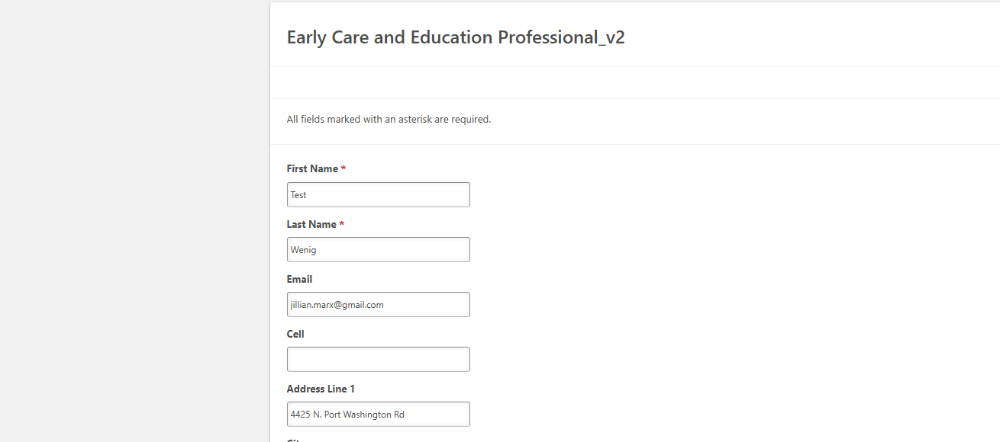 Early Care and Education Professional_v2
All fields marked with an asterisk are required.
First Name *
Test
Last Name *
Wenig
Email
jillian.marx@gmail.com
Cell
Address Line 1
4425 N. Port Washington Rd